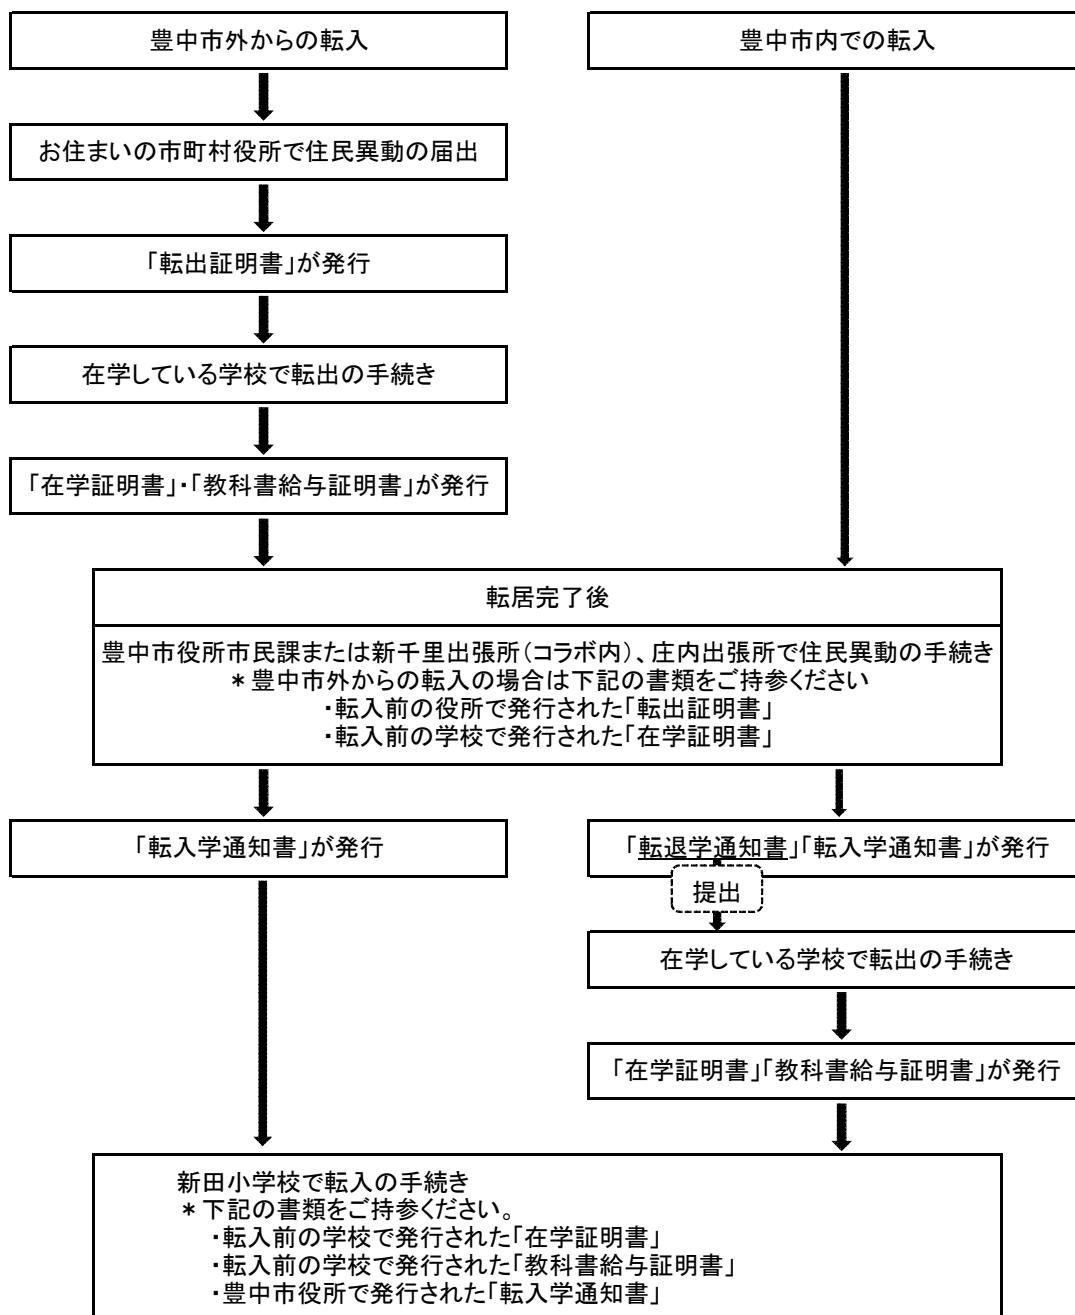 豊中市外からの転入
豊中市内での転入
お住まいの市町村役所で住民異動の届出
「転出証明書」が発行
在学している学校で転出の手続き
「在学証明書」・「教科書給与証明書」が発行
転居完了後
豊中市役所市民課または新千里出張所(コラボ内)、庄内出張所で住民異動の手続き
*豊中市外からの転入の場合は下記の書類をご持参ください
・転入前の役所で発行された「転出証明書」
・転入前の学校で発行された「在学証明書」
「転入学通知書」が発行
「転退学通知書」「転入学通知書」が発行
提出
在学している学校で転出の手続き
「在学証明書」「教科書給与証明書」が発行
新田小学校で転入の手続き
*下記の書類をご持参ください。
・転入前の学校で発行された「在学証明書」
・転入前の学校で発行された「教科書給与証明書」
・豊中市役所で発行された「転入学通知書」